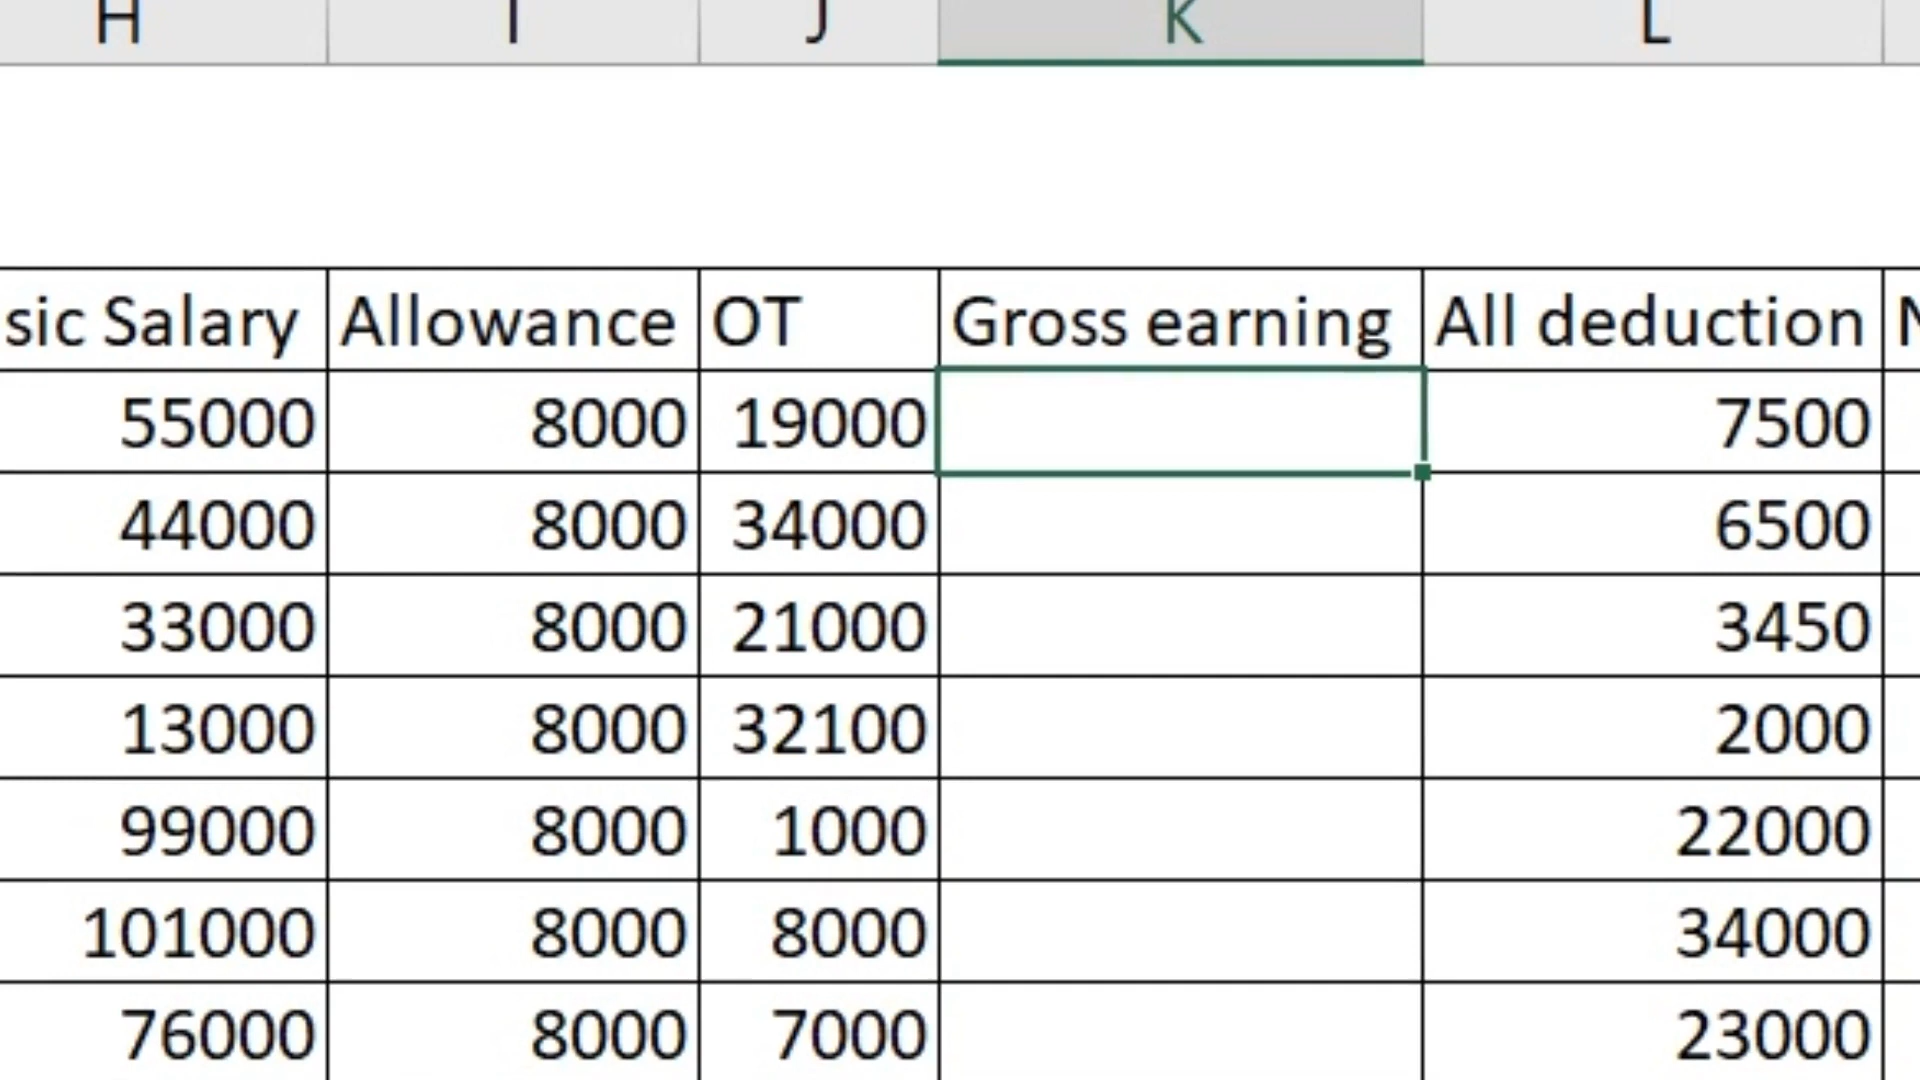 H I J K L
sic Salary Allowance OT Gross earning All deduction
55000 8000 19000 7500
44000 8000 34000 6500
33000 8000 21000 3450
13000 8000 32100 2000
99000 8000 1000 22000
101000 8000 8000 34000
76000 8000 7000 23000